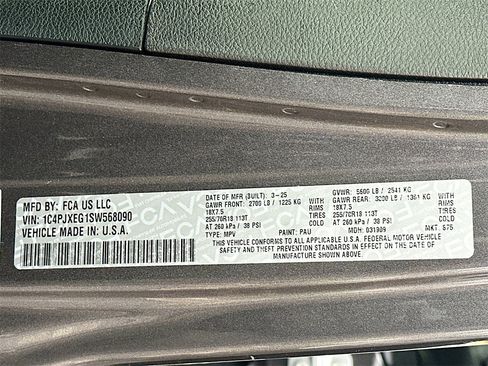 MFD BY: FCA US LLC
VIN: 1C4PJXEG1SW568090
VEHICLE MADE IN: U.S.A.
DATE OF MFR (BUILT): 3-25
GAWR FRONT: 2700 LB / 1225 KG WITH
18X7.5 RIMS
255/70R18 113T TIRES
AT 260 kPa / 38 PSI COLD
TYPE: MPV PAINT: PAU
GVWR: 5600 LB / 2541 KG
GAWR REAR: 3200 LB / 1361 KG WITH
18X7.5 RIMS
255/70R18 113T TIRES
AT 260 kPa / 38 PSI COLD
MDH: 031909 MKT: 675
THIS VEHICLE CONFORMS TO ALL APPLICABLE U.S.A. FEDERAL MOTOR VEHICLE
SAFETY AND THEFT PREVENTION STANDARDS IN EFFECT ON THE DATE OF
MANUFACTURE SHOWN ABOVE.